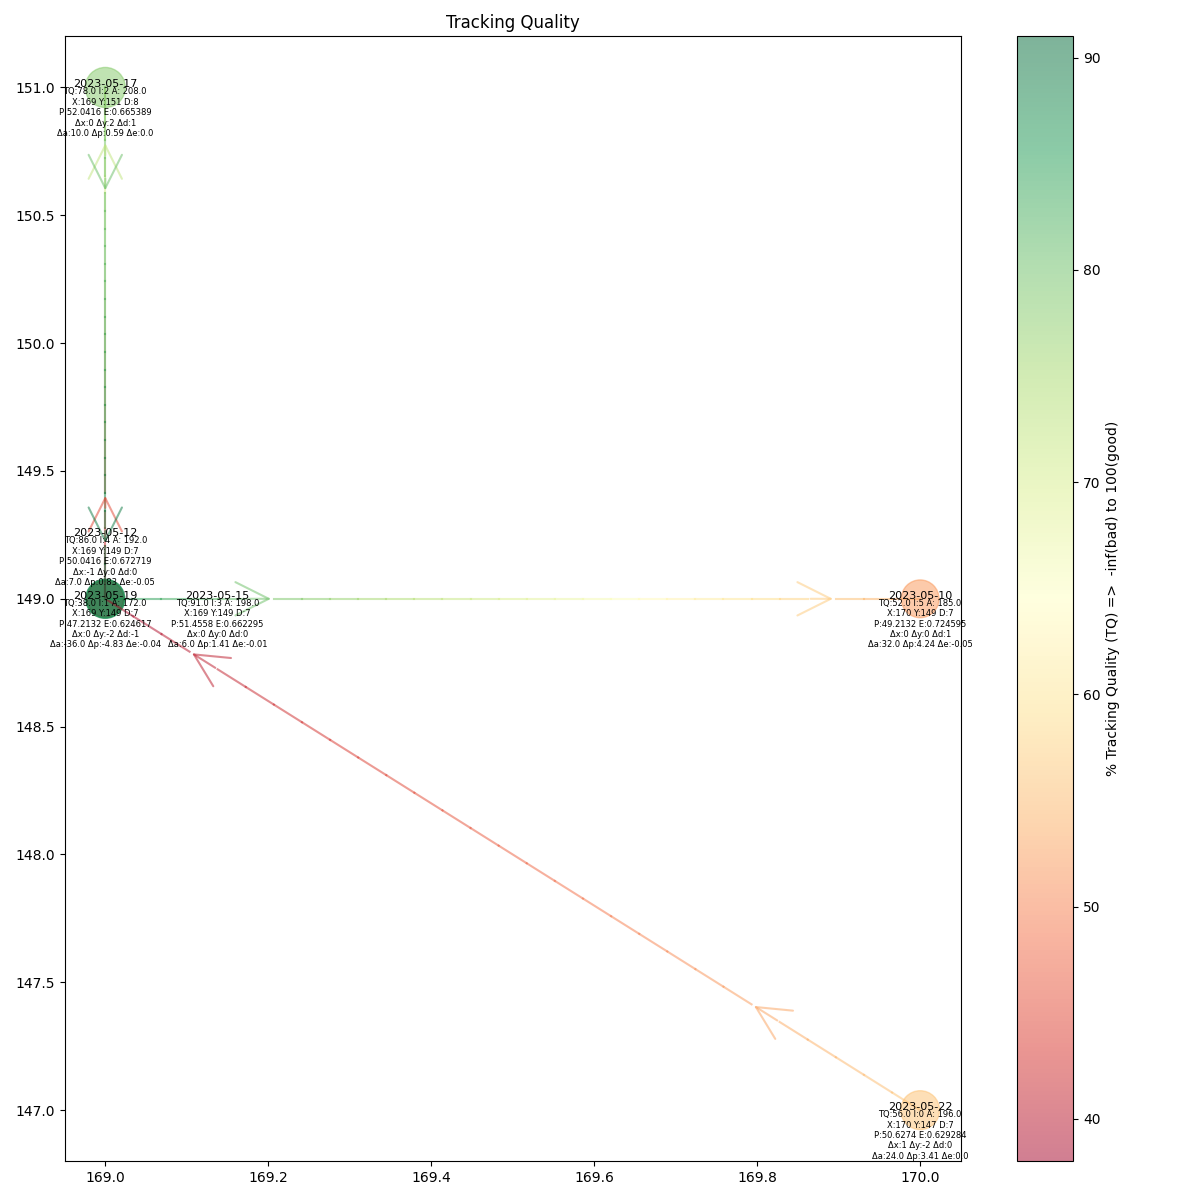 Tracking Quality
151.0
150.5
150.0
149.5
149.0
148.5
148.0
147.5
147.0
169.0
169.2
169.4
169.6
169.8
170.0
2023-05-17
TQ:78.0 I:2 A: 208.0
X:169 Y:151 D:8
P:52.0416 E:0.665389
Δx:0 Δy:2 Δd:1
Δa:10.0 Δp:0.59 Δe:0.0
2023-05-12
TQ:86.0 I:4 A: 192.0
X:169 Y:149 D:7
P:50.0416 E:0.672719
Δx:-1 Δy:0 Δd:0
Δa:7.0 Δp:0.83 Δe:-0.05
2023-05-19
TQ:38.0 I:1 A: 172.0
X:169 Y:149 D:7
P:47.2132 E:0.624617
Δx:0 Δy:-2 Δd:-1
Δa:-36.0 Δp:-4.83 Δe:-0.04
2023-05-15
TQ:91.0 I:3 A: 198.0
X:169 Y:149 D:7
P:51.4558 E:0.662295
Δx:0 Δy:0 Δd:0
Δa:6.0 Δp:1.41 Δe:-0.01
2023-05-10
TQ:52.0 I:5 A: 185.0
X:170 Y:149 D:7
P:49.2132 E:0.724595
Δx:0 Δy:0 Δd:1
Δa:32.0 Δp:4.24 Δe:-0.05
2023-05-22
TQ:56.0 I:0 A: 196.0
X:170 Y:147 D:7
P:50.6274 E:0.629284
Δx:1 Δy:-2 Δd:0
Δa:24.0 Δp:3.41 Δe:0.0
90
80
70
60
50
40
% Tracking Quality (TQ) => -inf(bad) to 100(good)